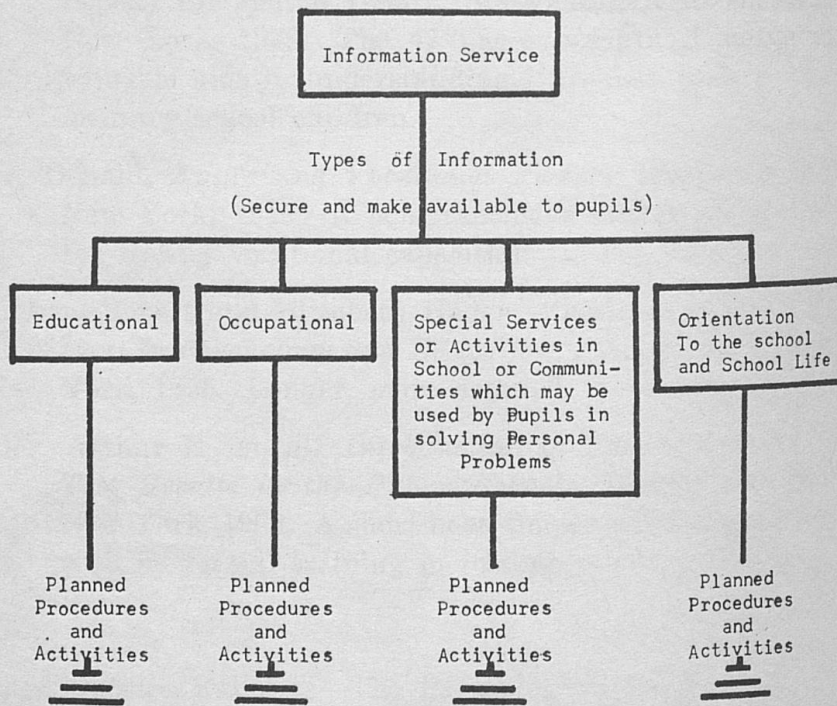 Information Service
Types of Information
(Secure and make available to pupils)
Educational
Occupational
Special Services
or Activities in
School or Communi-
ties which may be
used by Pupils in
solving Personal
Problems
Orientation
To the school
and School Life
Planned
Procedures
and
Activities
Planned
Procedures
and
Activities
Planned
Procedures
and
Activities
Planned
Procedures
and
Activities